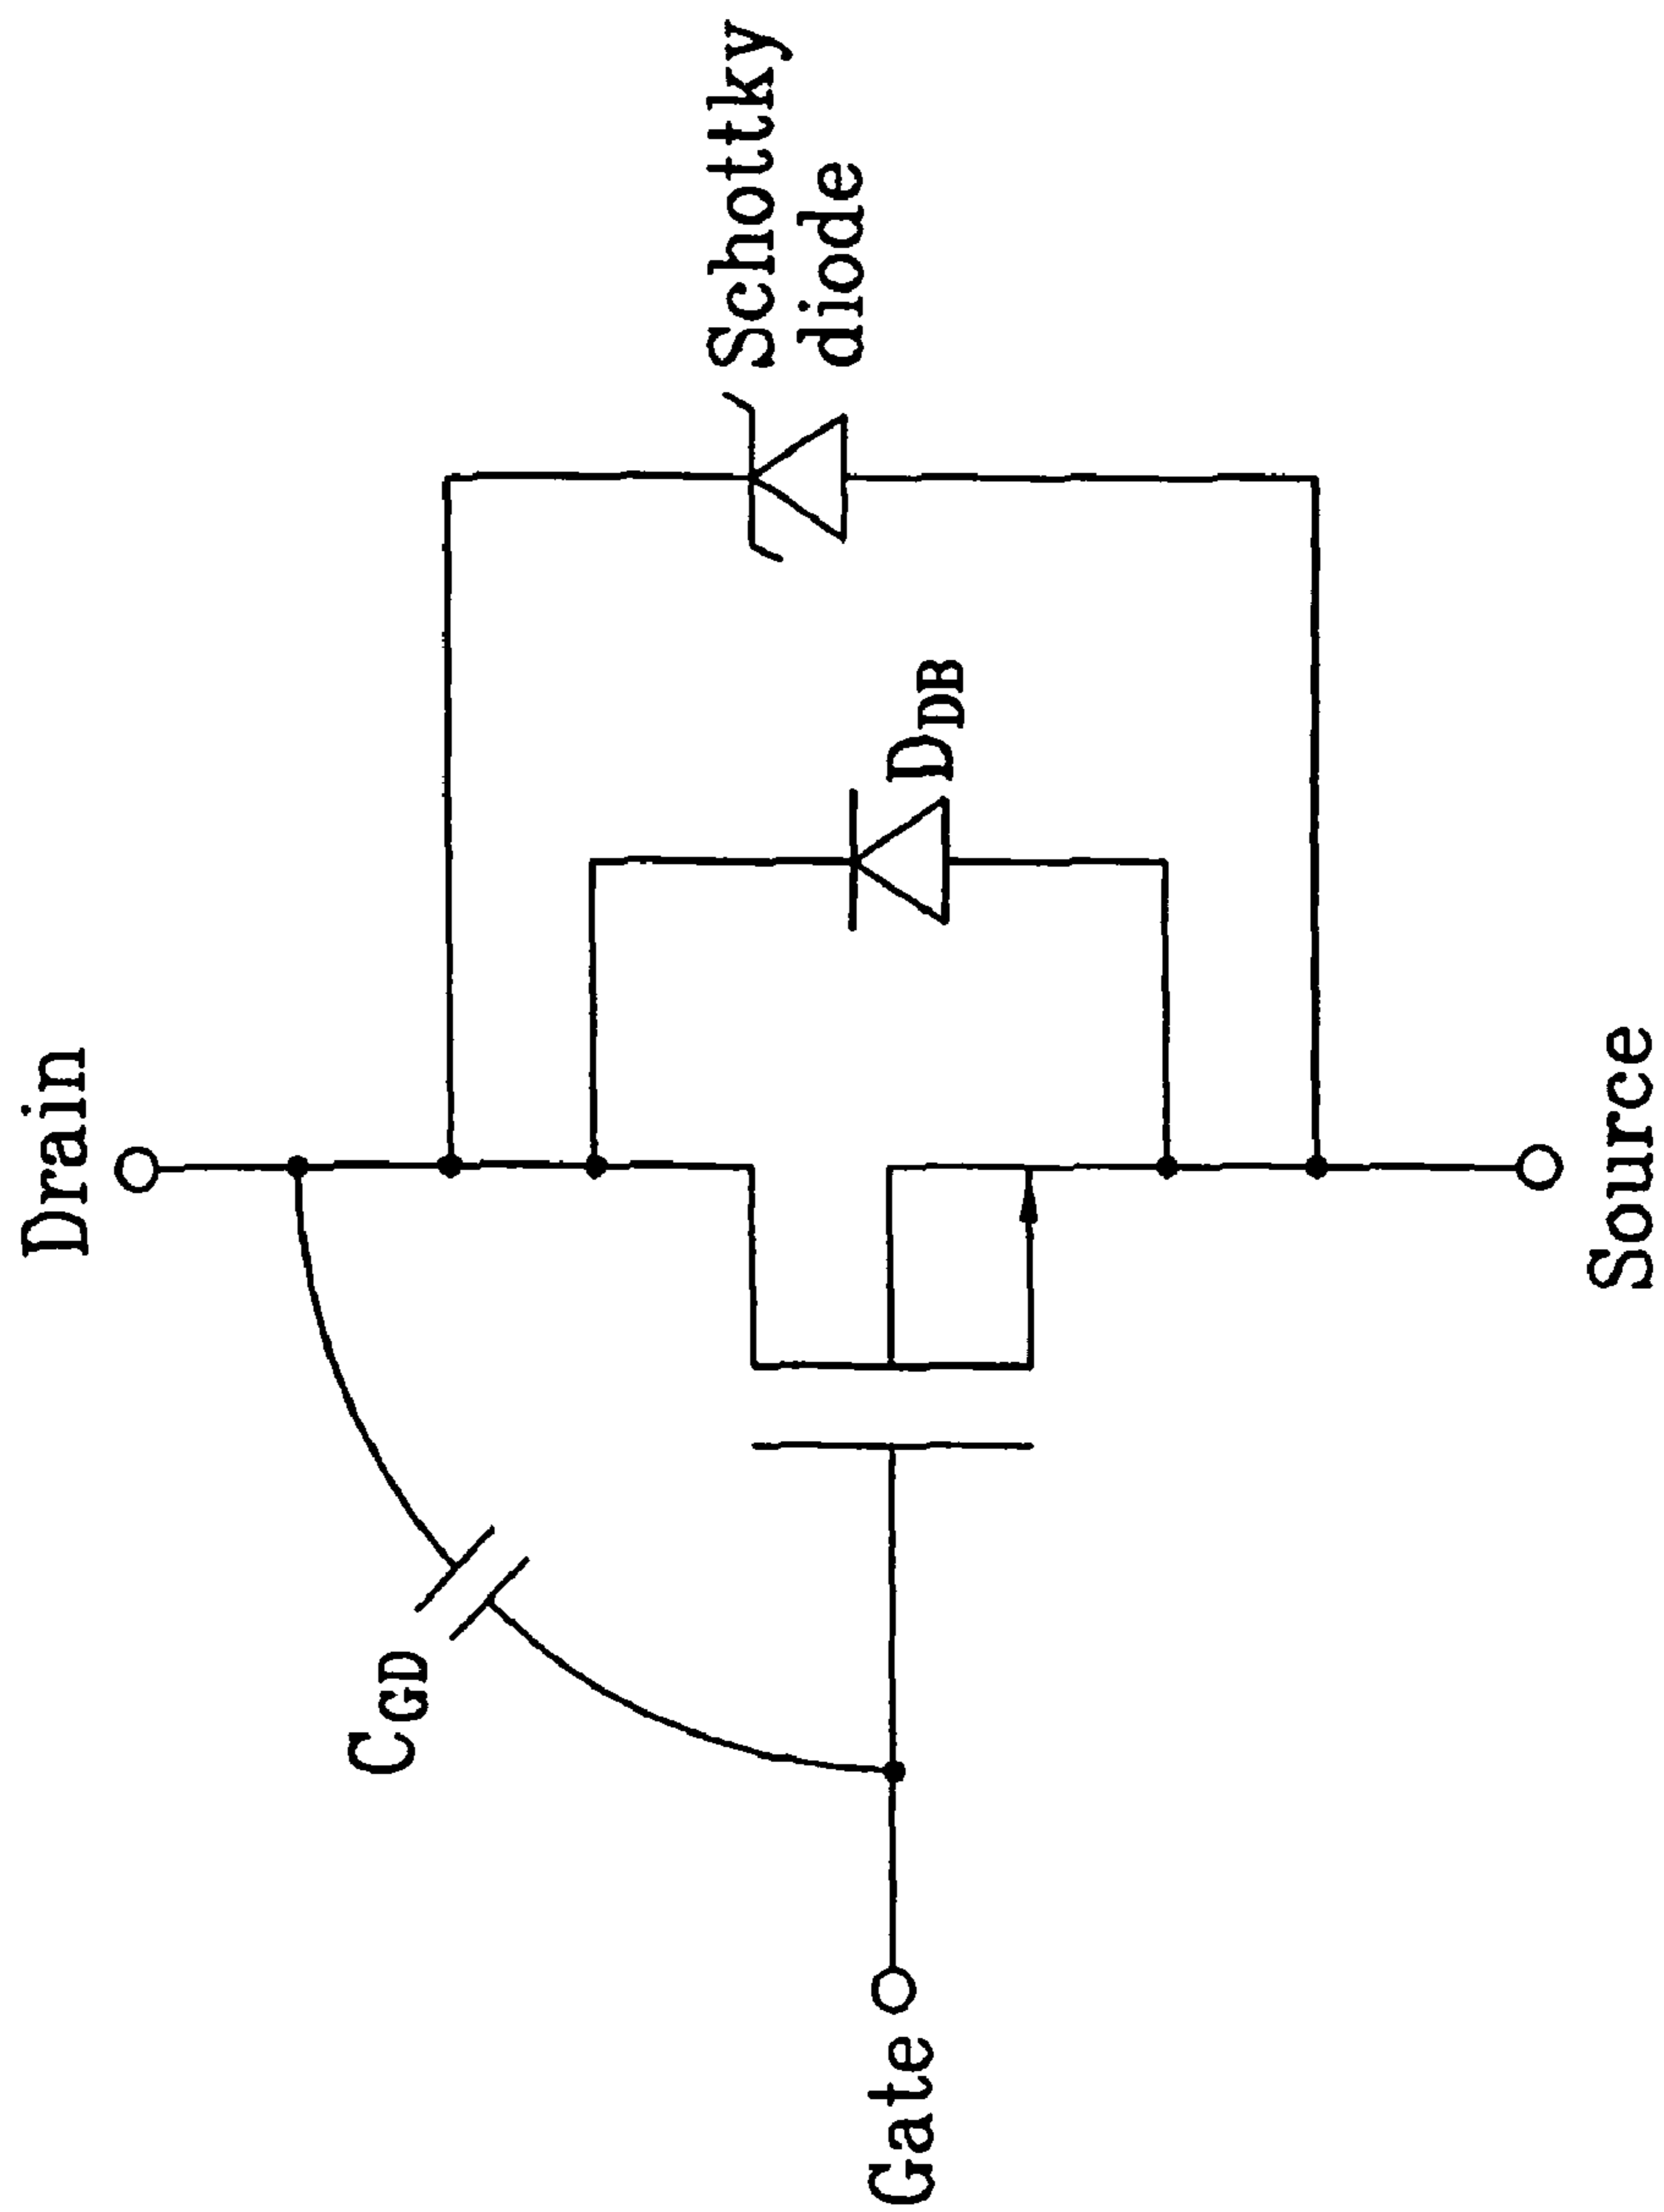 Drain
Schottky
diode
DDB
CGD
Gate
Source